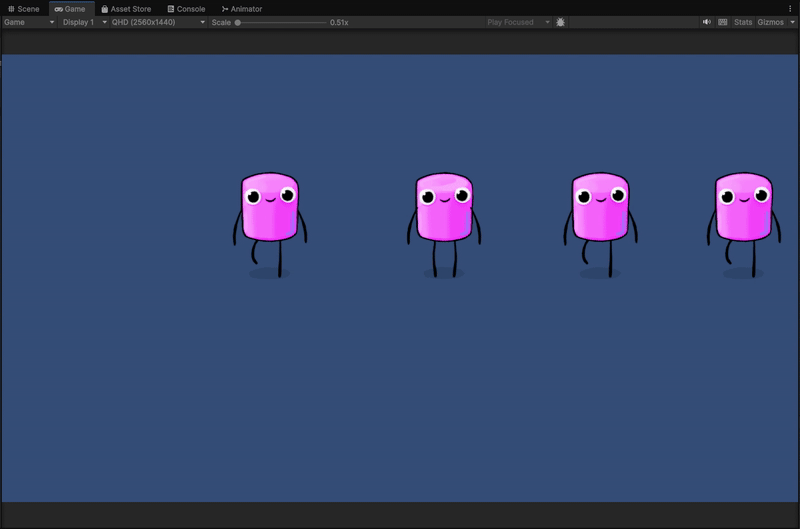 Scene Game Asset Store Console Animator
Game Display 1 QHD (2560x1440) Scale 0.51x Play Focused Stats Gizmos